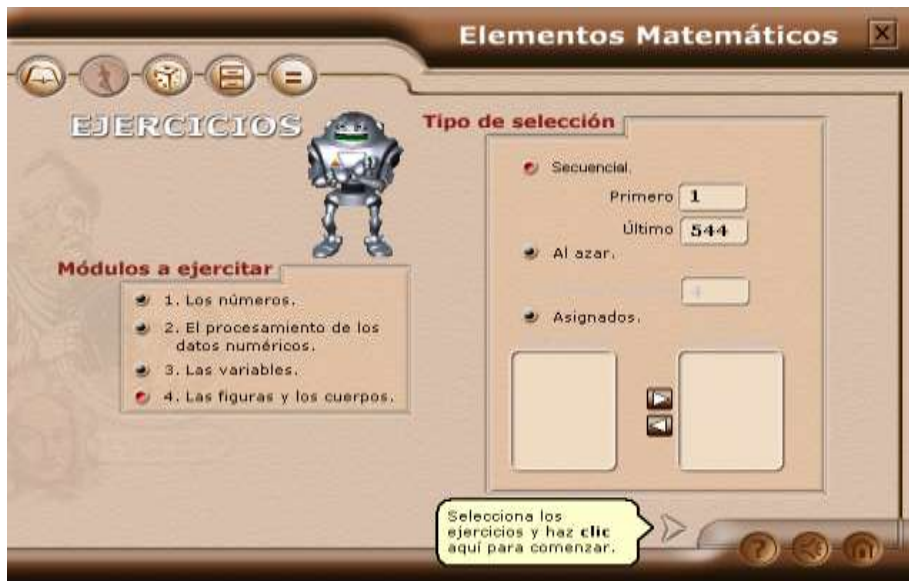 Elementos Matemáticos
EJERCICIOS
Módulos a ejercitar
1. Los números.
2. El procesamiento de los
datos numéricos.
3. Las variables.
4. Las figuras y los cuerpos.
Tipo de selección
Secuencial.
Primero 1
Último 544
Al azar.
4
Asignados.
Selecciona los
ejercicios y haz clic
aquí para comenzar.
?